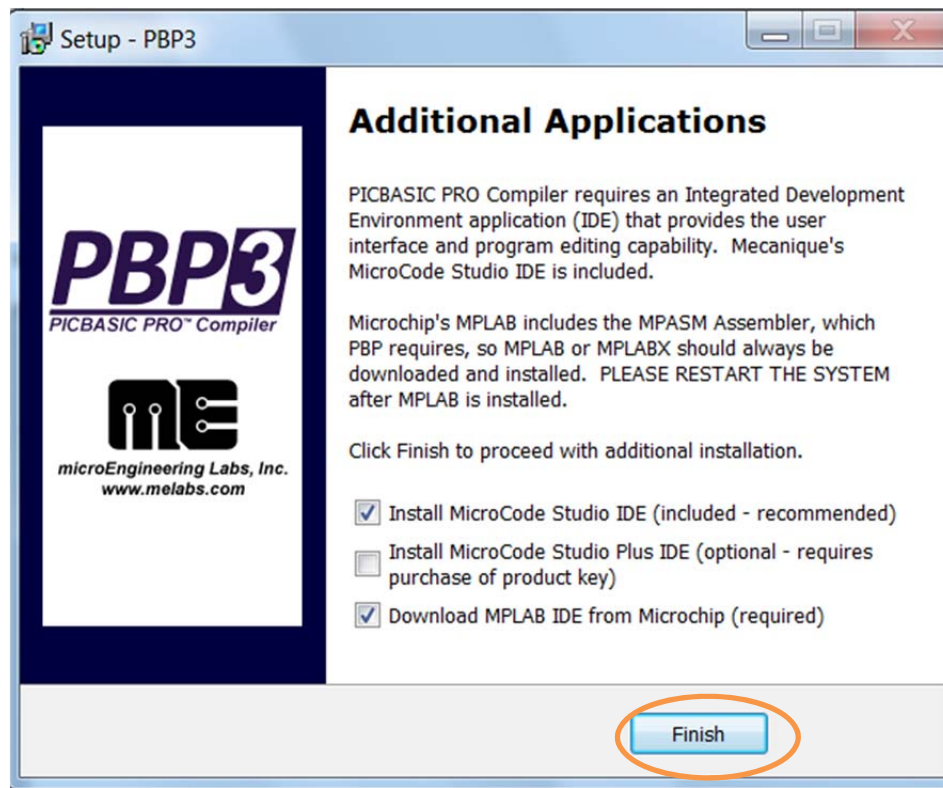 Setup - PBP3
Additional Applications
PICBASIC PRO Compiler requires an Integrated Development
Environment application (IDE) that provides the user
interface and program editing capability.  Mecanique's
MicroCode Studio IDE is included.
Microchip's MPLAB includes the MPASM Assembler, which
PBP requires, so MPLAB or MPLABX should always be
downloaded and installed.  PLEASE RESTART THE SYSTEM
after MPLAB is installed.
Click Finish to proceed with additional installation.
Install MicroCode Studio IDE (included - recommended)
Install MicroCode Studio Plus IDE (optional - requires
purchase of product key)
Download MPLAB IDE from Microchip (required)
PBP3
PICBASIC PRO™ Compiler
mE
microEngineering Labs, Inc.
www.melabs.com
Finish